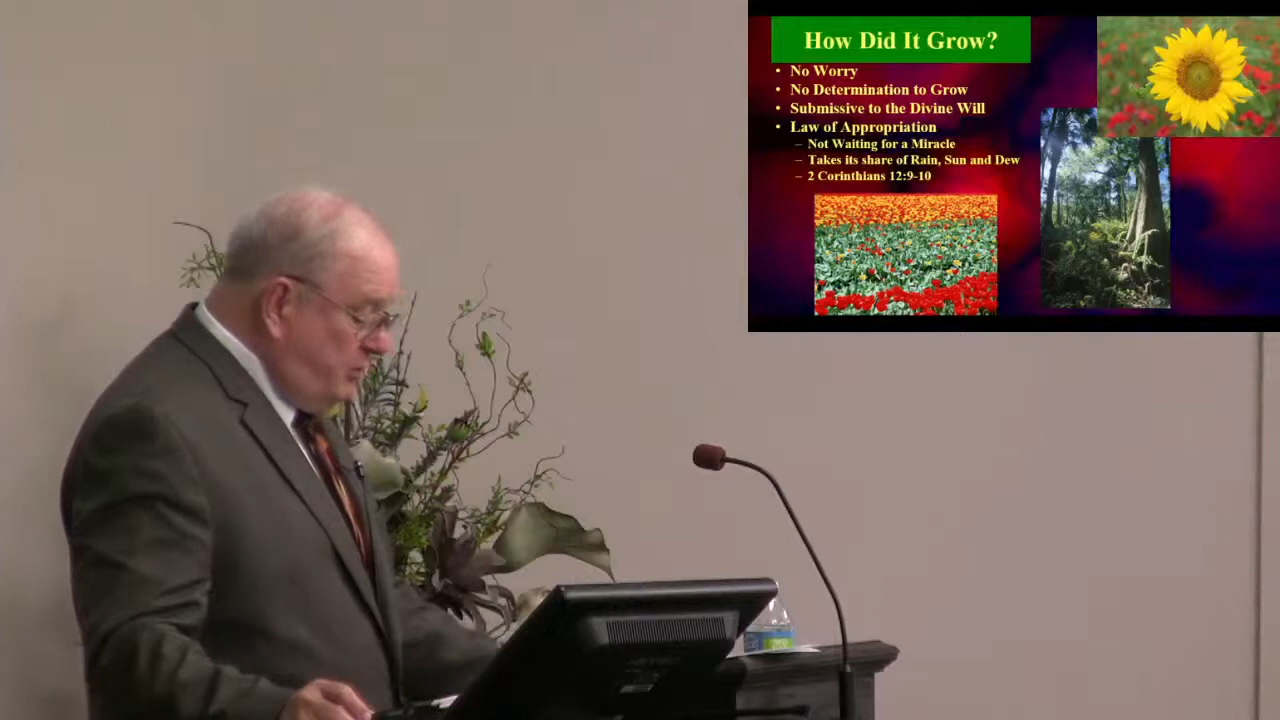 How Did It Grow?
• No Worry
• No Determination to Grow
• Submissive to the Divine Will
• Law of Appropriation
– Not Waiting for a Miracle
– Takes its share of Rain, Sun and Dew
– 2 Corinthians 12:9-10